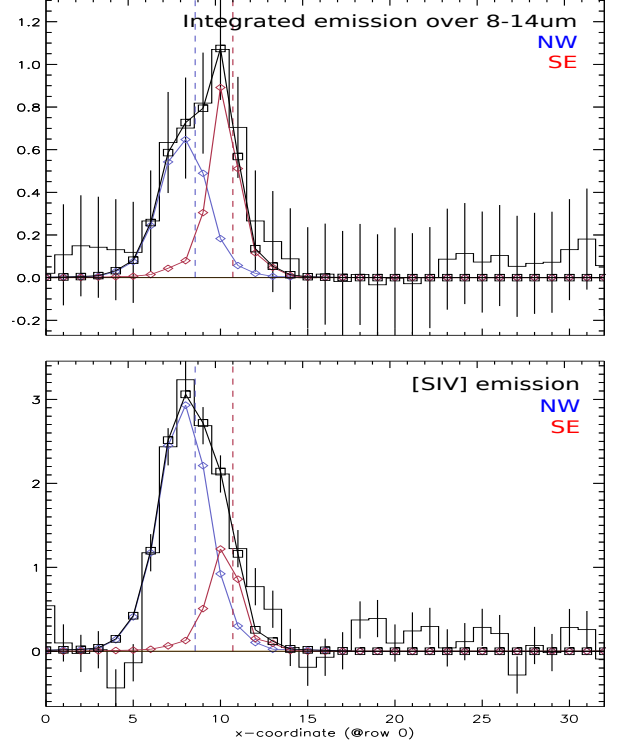 Integrated emission over 8-14um
NW
SE
1.2
1.0
0.8
0.6
0.4
0.2
0.0
-0.2
[SIV] emission
NW
SE
3
2
1
0
0 5 10 15 20 25 30
x-coordinate (@row 0)